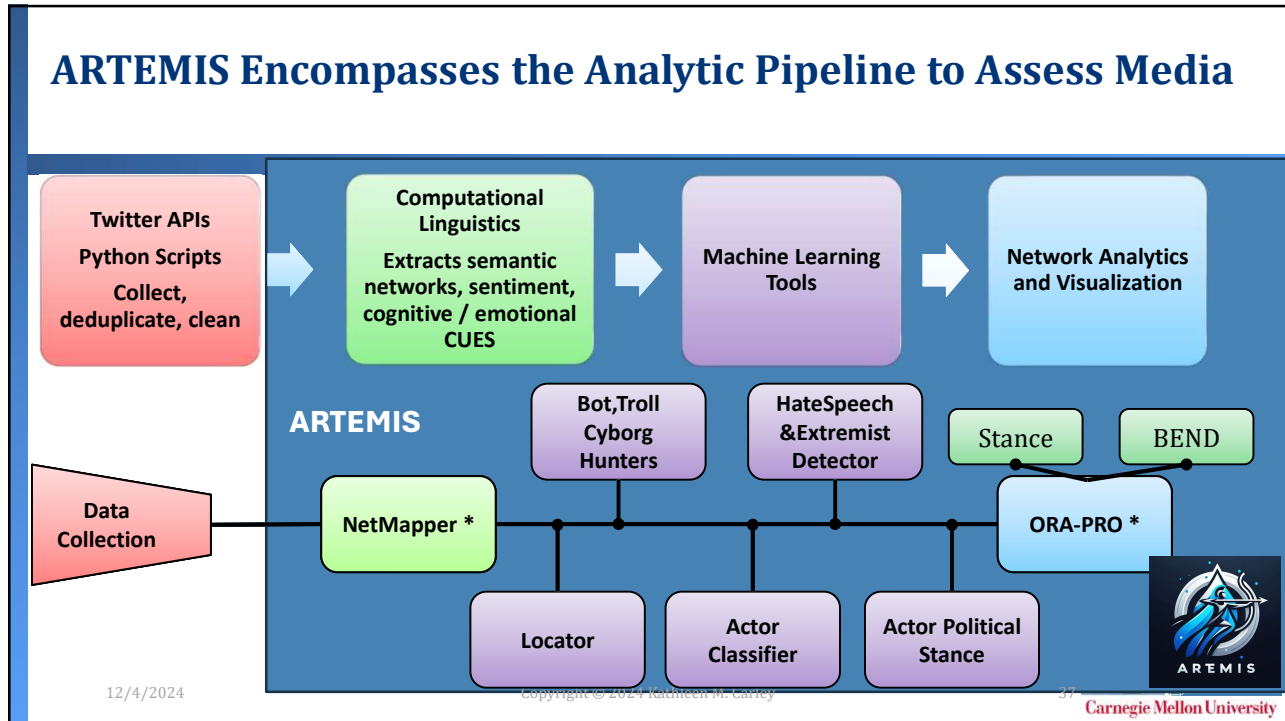 ARTEMIS Encompasses the Analytic Pipeline to Assess Media
Twitter APIs
Python Scripts
Collect,
deduplicate, clean
Computational
Linguistics
Extracts semantic
networks, sentiment,
cognitive / emotional
CUES
Machine Learning
Tools
Network Analytics
and Visualization
ARTEMIS
Bot,Troll
Cyborg
Hunters
HateSpeech
&Extremist
Detector
Stance
BEND
Data
Collection
NetMapper *
ORA-PRO *
Locator
Actor
Classifier
Actor Political
Stance
ARTEMIS
12/4/2024
Copyright © 2024 Kathleen M. Carley
37
Carnegie Mellon University